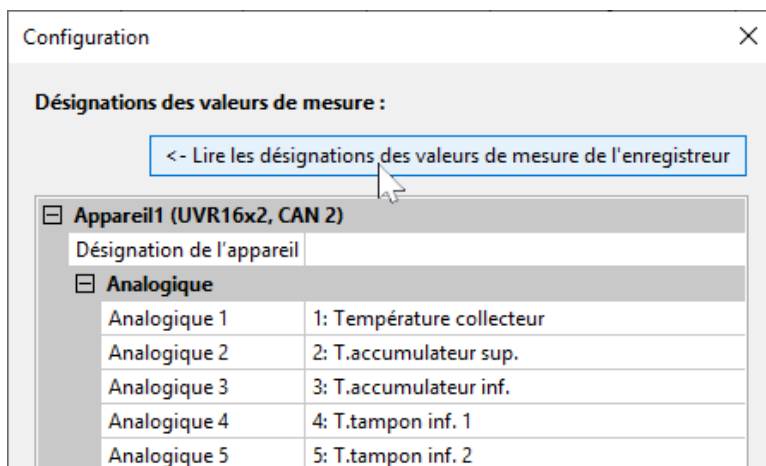 Configuration
Désignations des valeurs de mesure :
<- Lire les désignations des valeurs de mesure de l'enregistreur
Appareil1 (UVR16x2, CAN 2)
Désignation de l'appareil
Analogique
Analogique 1 1: Température collecteur
Analogique 2 2: T.accumulateur sup.
Analogique 3 3: T.accumulateur inf.
Analogique 4 4: T.tampon inf. 1
Analogique 5 5: T.tampon inf. 2